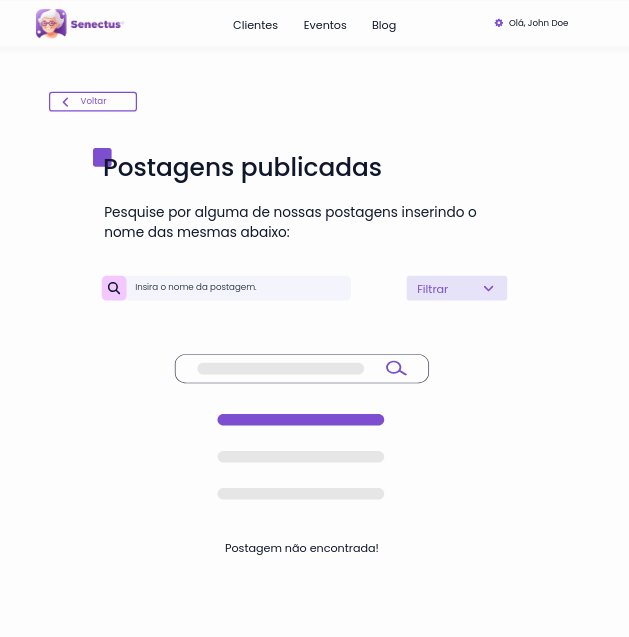 Senectus
Clientes
Eventos
Blog
Olá, John Doe
Voltar
Postagens publicadas
Pesquise por alguma de nossas postagens inserindo o
nome das mesmas abaixo:
Insira o nome da postagem.
Filtrar
Postagem não encontrada!